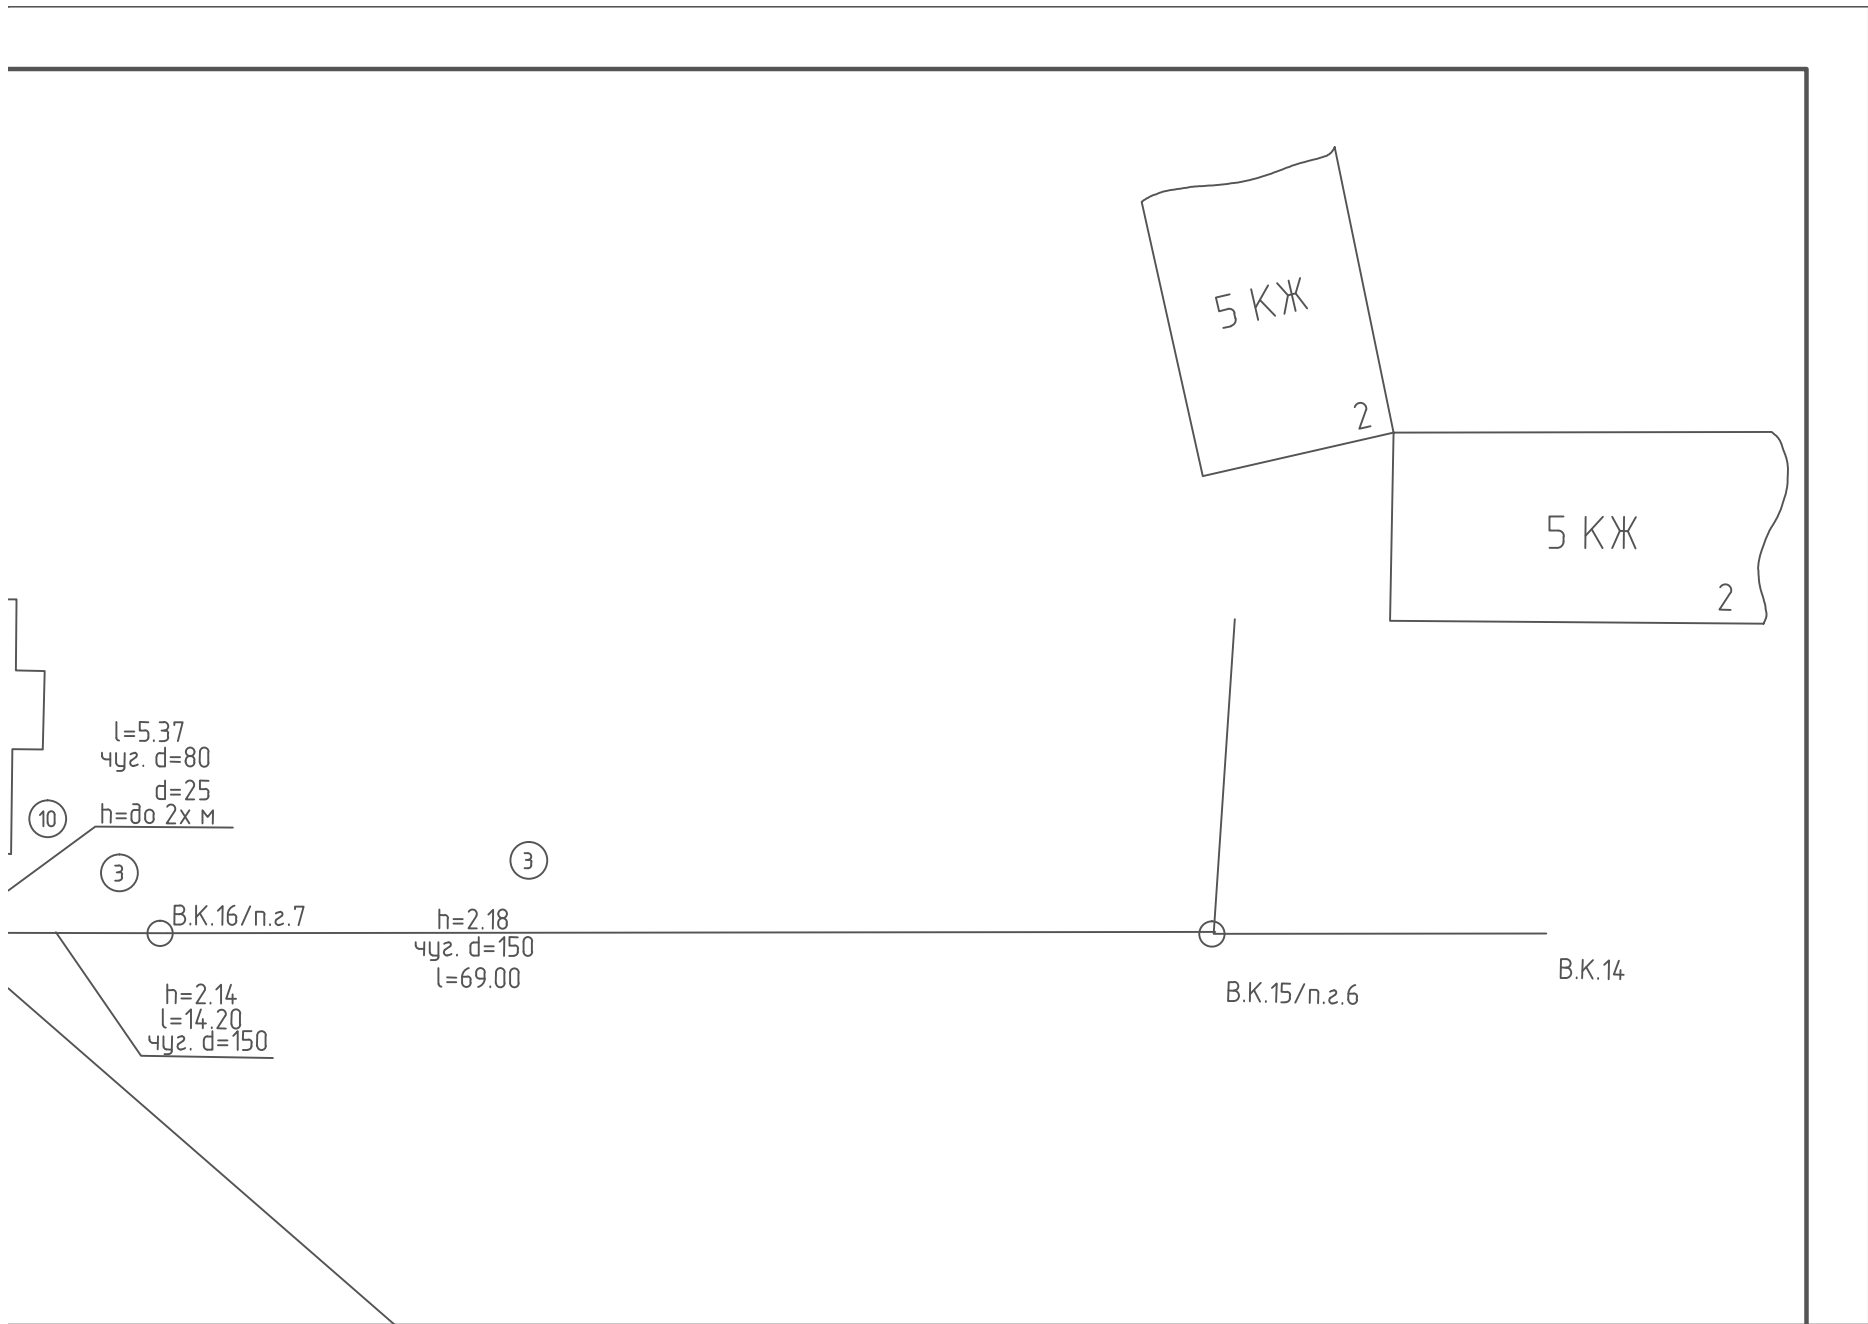 5 КЖ
2
5 КЖ
2
l=5.37
чуг. d=80
d=25
h=до 2х м
10
3
3
В.К.16/п.г.7
h=2.18
чуг. d=150
l=69.00
h=2.14
l=14.20
чуг. d=150
В.К.15/п.г.6
В.К.14